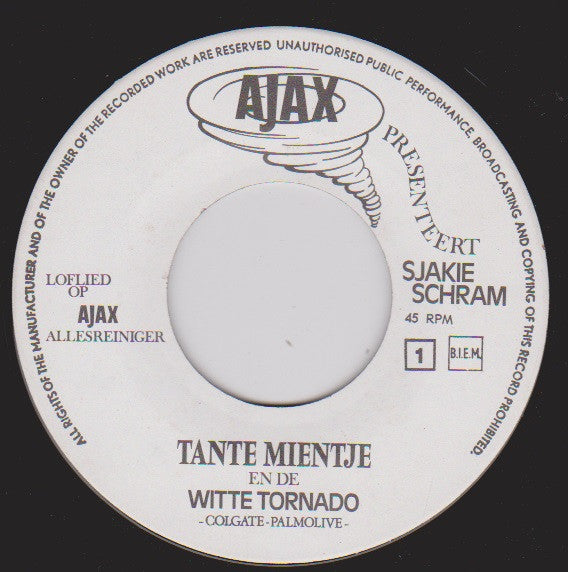 ALL RIGHTS OF THE MANUFACTURER AND OF THE OWNER OF THE RECORDED WORK ARE RESERVED UNAUTHORISED PUBLIC PERFORMANCE, BROADCASTING AND COPYING OF THIS RECORD PROHIBITED.
AJAX
PRESENTEERT
LOFLIED
OP
AJAX
ALLESREINIGER
SJAKIE
SCHRAM
45 RPM
1 B.I.E.M.
TANTE MIENTJE
EN DE
WITTE TORNADO
- COLGATE - PALMOLIVE -